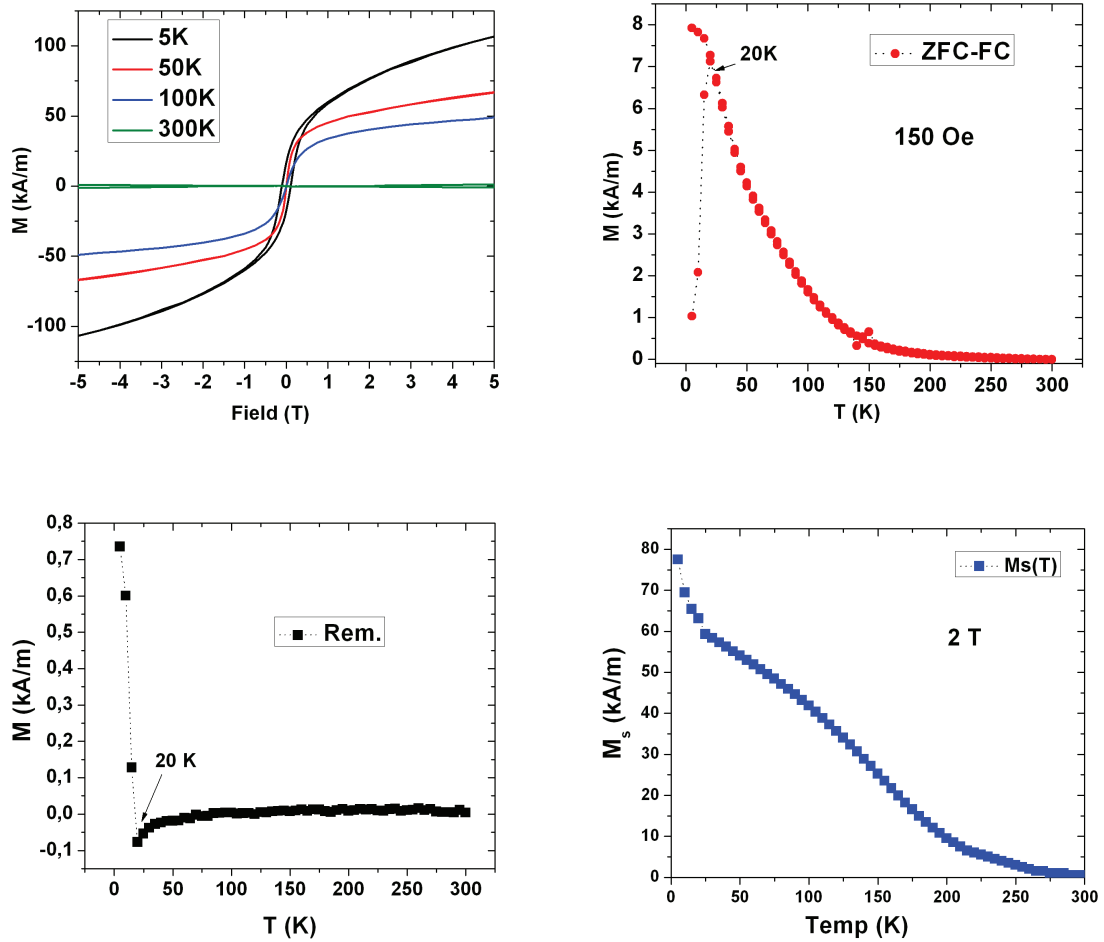 5K
50K
100K
300K
100
50
0
-50
-100
M (kA/m)
-5 -4 -3 -2 -1 0 1 2 3 4 5
Field (T)
ZFC-FC
20K
150 Oe
8
7
6
5
4
3
2
1
0
M (kA/m)
0 50 100 150 200 250 300
T (K)
0,8
0,7
0,6
0,5
0,4
0,3
0,2
0,1
0,0
-0,1
M (kA/m)
Rem.
20 K
0 50 100 150 200 250 300
T (K)
80
70
60
50
40
30
20
10
0
Ms (kA/m)
Ms(T)
2 T
0 50 100 150 200 250 300
Temp (K)